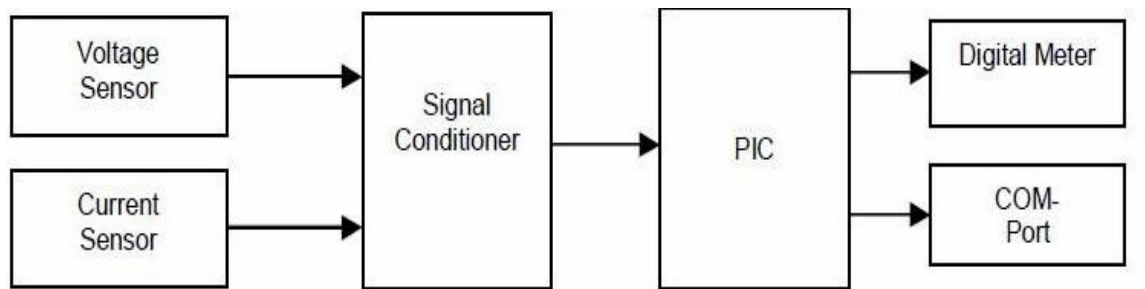 Voltage
Sensor
Current
Sensor
Signal
Conditioner
PIC
Digital Meter
COM-
Port